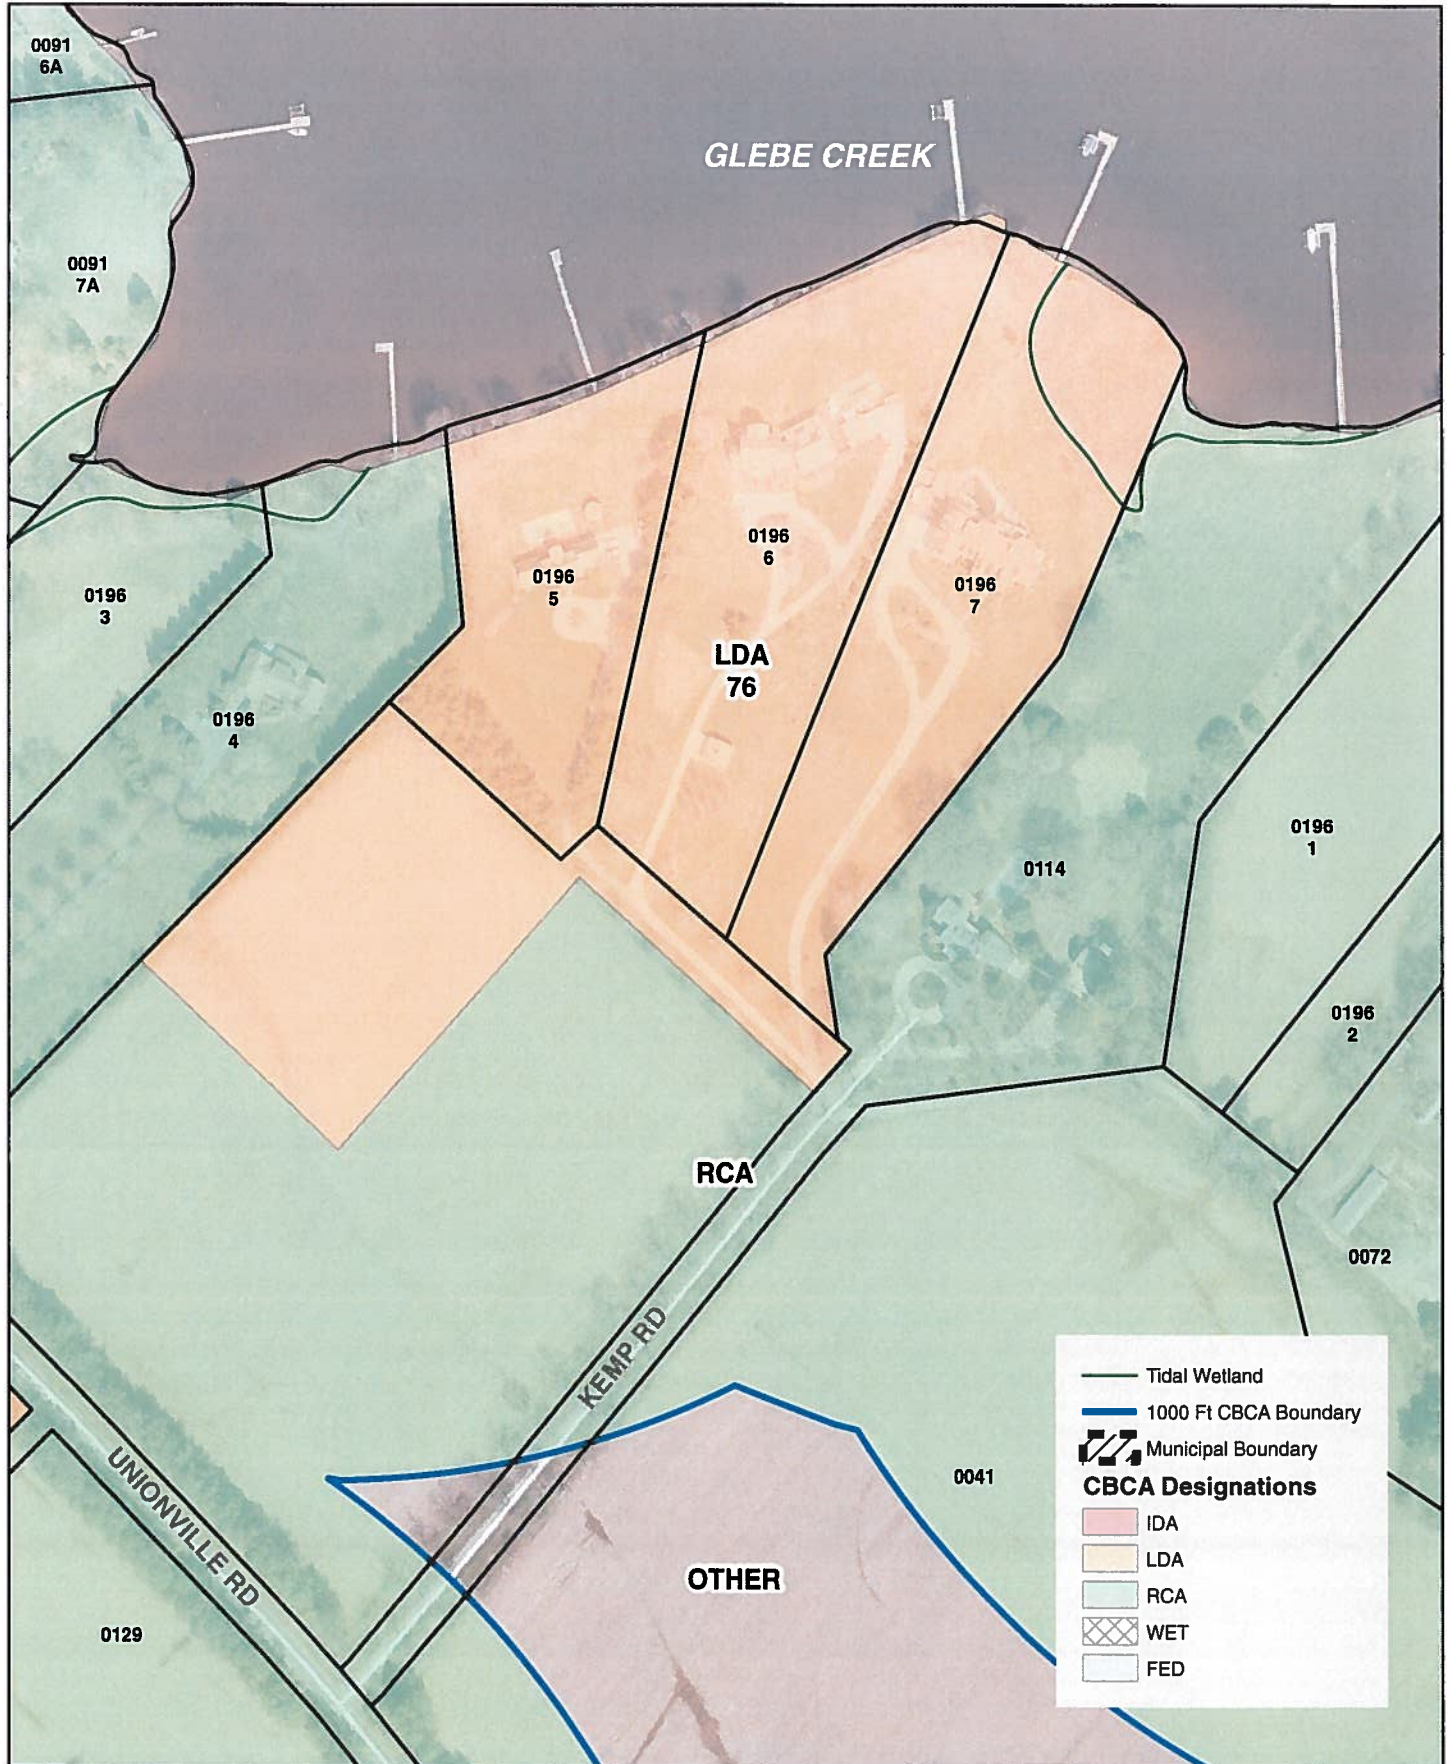 0091
6A
GLEBE CREEK
0091
7A
0196
6
0196
5
0196
7
0196
3
LDA
76
0196
4
0196
1
0114
0196
2
RCA
0072
KEMP RD
UNIONVILLE RD
0041
OTHER
0129
Tidal Wetland
1000 Ft CBCA Boundary
Municipal Boundary
CBCA Designations
IDA
LDA
RCA
WET
FED